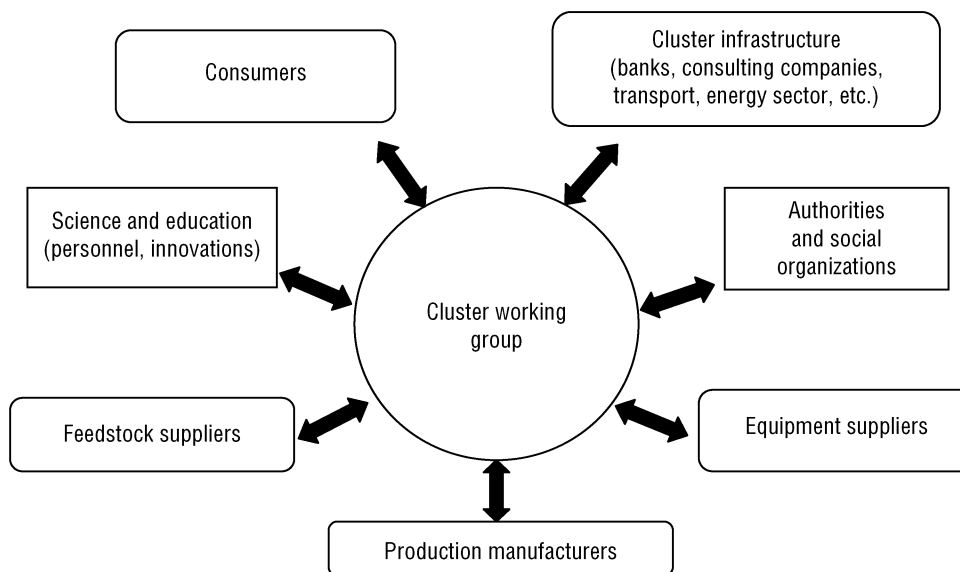 Consumers
Cluster infrastructure
(banks, consulting companies,
transport, energy sector, etc.)
Science and education
(personnel, innovations)
Authorities
and social
organizations
Cluster working
group
Feedstock suppliers
Equipment suppliers
Production manufacturers